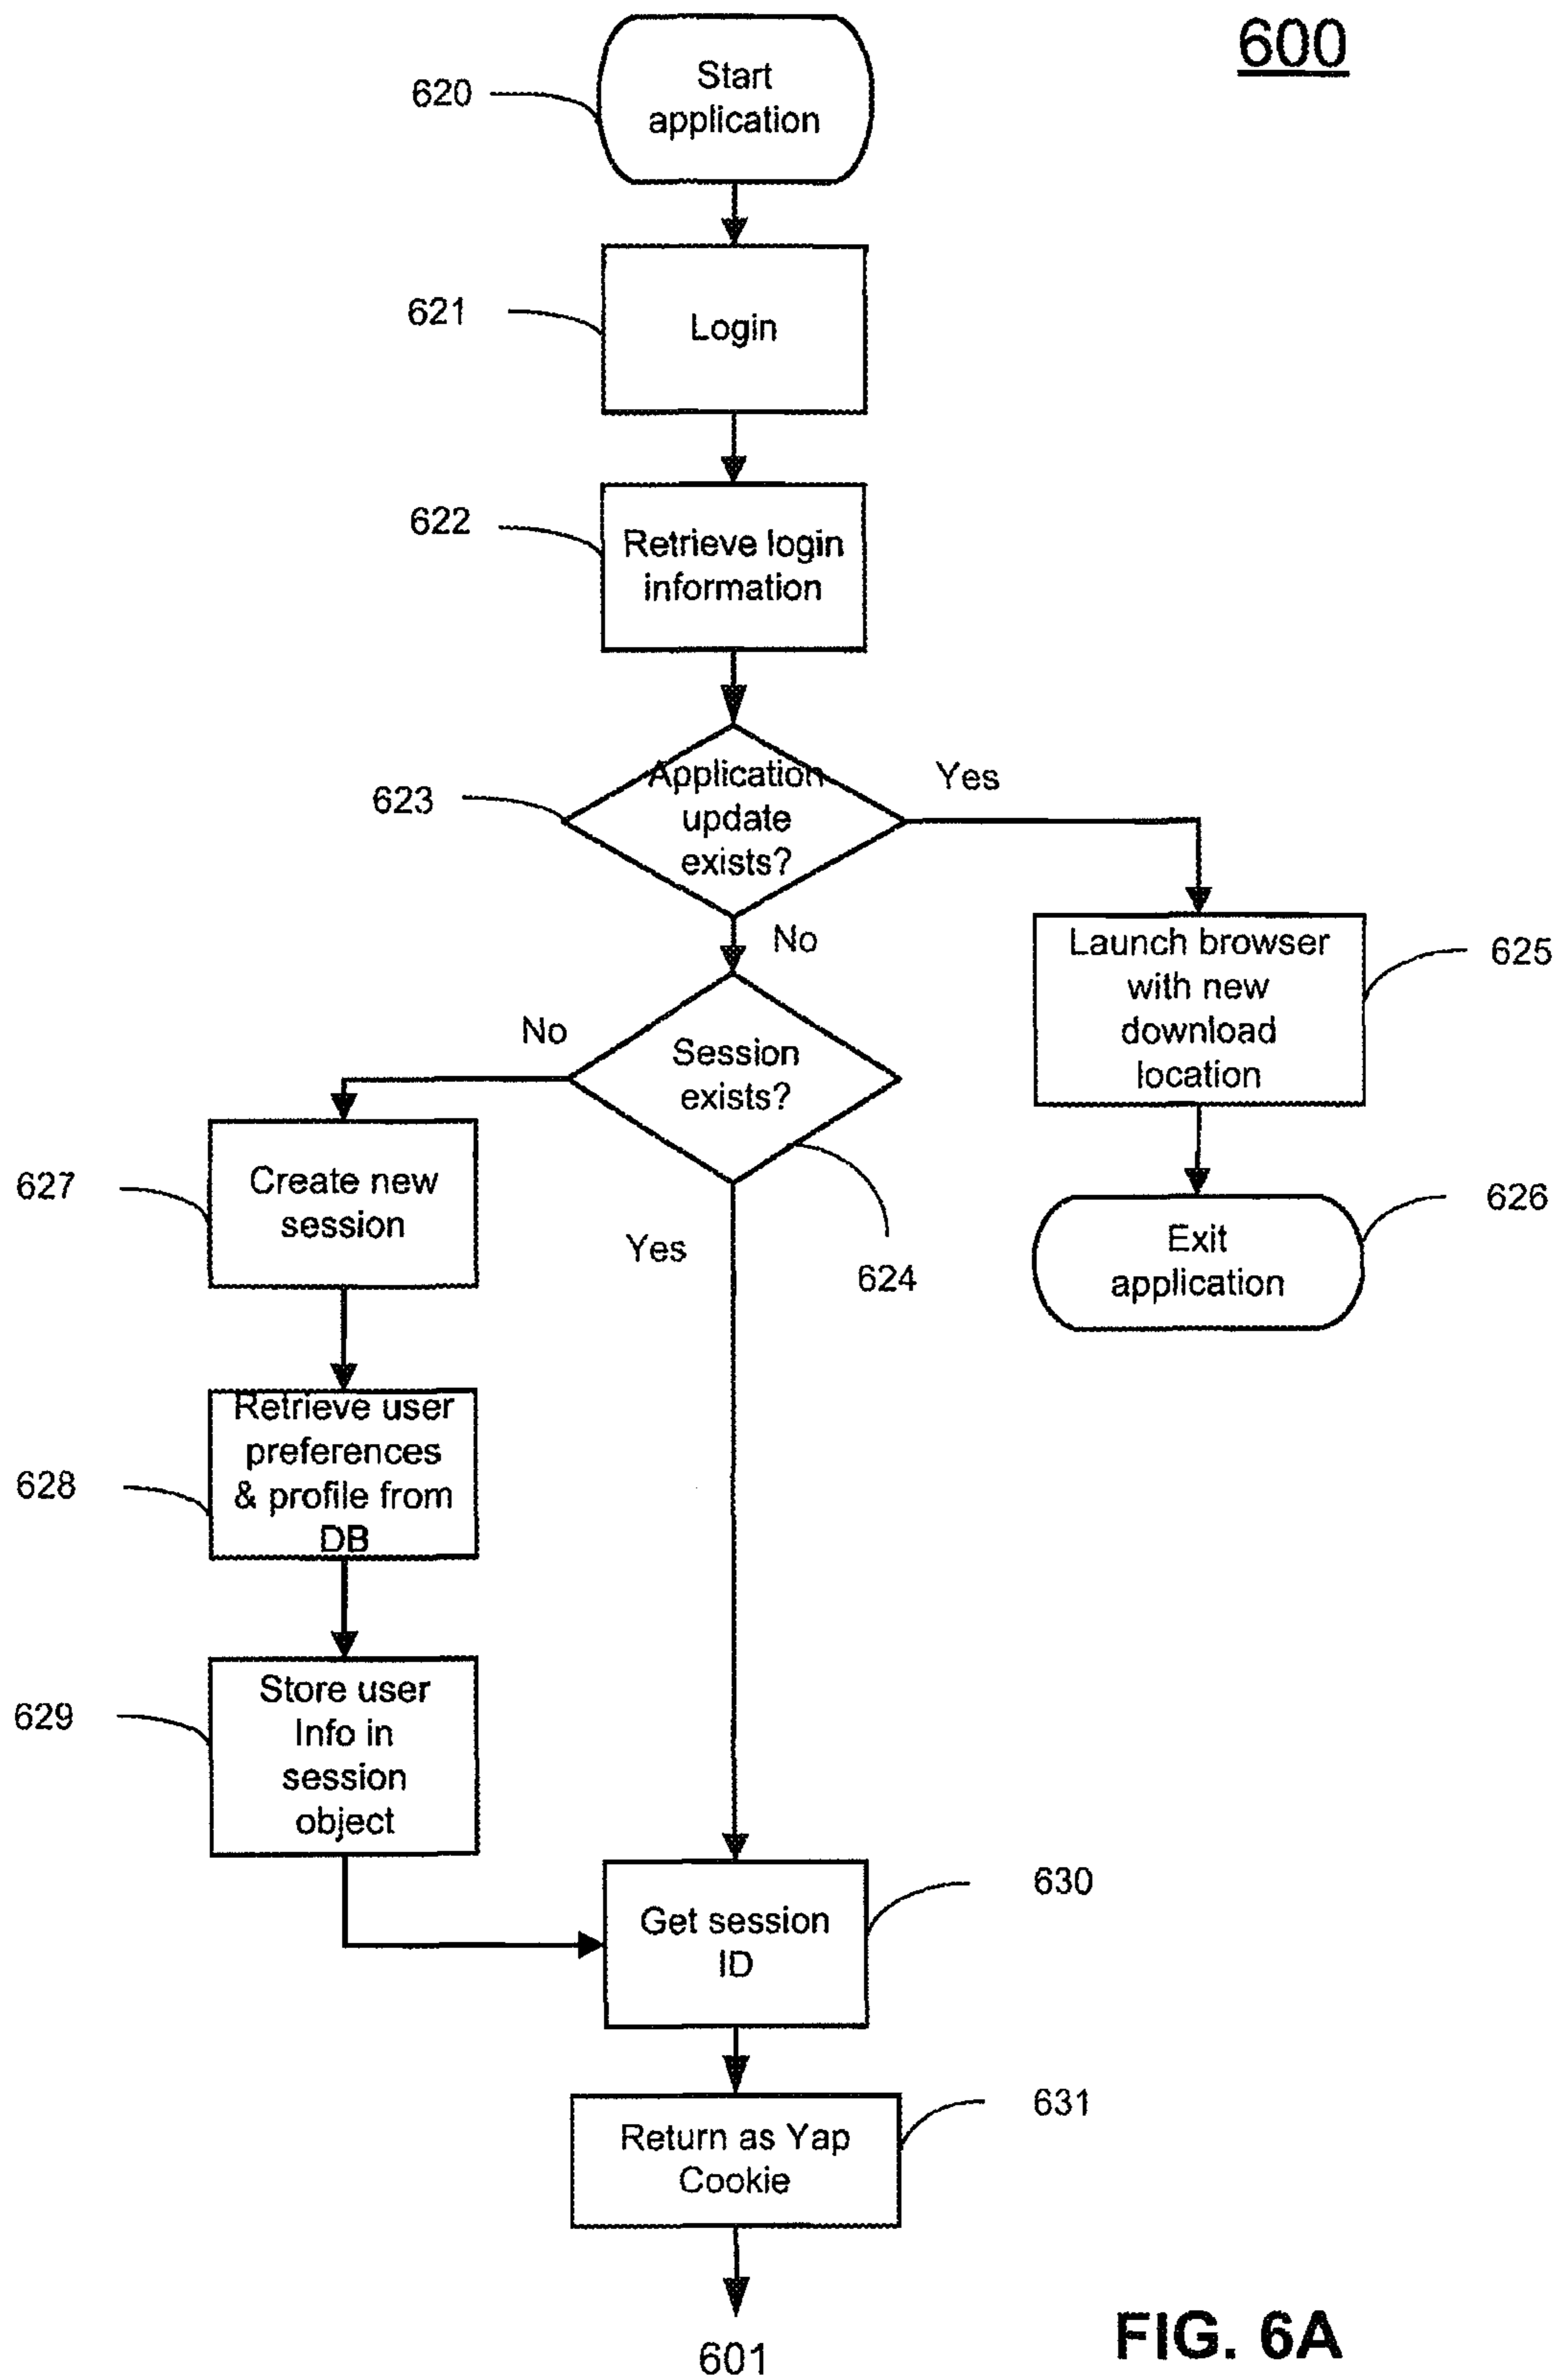 600
Start
application
620
Login
621
622
Retrieve login
information
Application
update
exists?
623
Yes
No
Launch browser
with new
download
location
625
No
Session
exists?
624
Yes
Exit
application
626
Create new
session
627
Retrieve user
preferences
& profile from
DB
628
Store user
Info in
session
object
629
Get session
ID
630
Return as Yap
Cookie
631
601
FIG. 6A